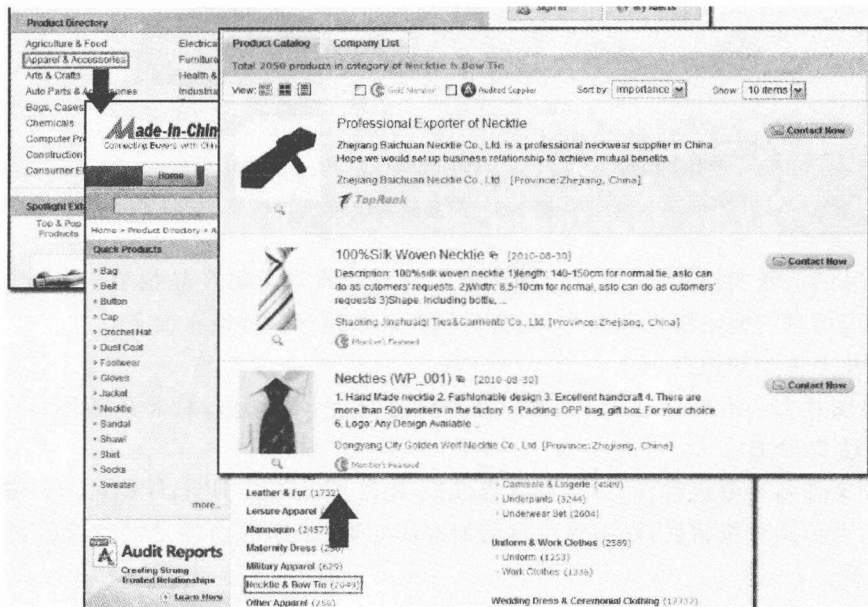 Sign In
My Alerts
Product Directory
Agriculture & Food
Apparel & Accessories
Arts & Crafts
Auto Parts &
Bags, Cases
Chemicals
Computer
Construction
Consumer
Electrica
Furniture
Health &
Industria
Spotlight
Top & Pop
Products
Made-in-Chin
Connecting Buyers with Chin
Home
Home » Product Directory » A
Quick Products
» Bag
» Belt
» Button
» Cap
» Crochet Hat
» Dust Coat
» Footwear
» Gloves
» Jacket
» Necktie
» Sandal
» Shawl
» Shirt
» Socks
» Sweater
more..
Audit Reports
Creating Strong
Trusted Relationships
Learn More
Product Catalog Company List
Total 2050 products in category of Necktie & Bow Tie
View: Gold Member Audited Supplier Sort by: Importance Show: 10 items
Professional Exporter of Necktie
Contact Now
Zhejiang Baichuan Necktie Co., Ltd. is a professional neckwear supplier in China.
Hope we would set up business relationship to achieve mutual benefits.
Zhejiang Baichuan Necktie Co., Ltd. [Province: Zhejiang, China]
TopRank
100%Silk Woven Necktie [2010-08-30]
Contact Now
Description: 100%silk woven necktie 1)length: 140-150cm for normal tie, aslo can
do as cutomers' requests. 2)Width: 8.5-10cm for normal, aslo can do as cutomers'
requests 3)Shape: Including bottle, ...
Shaoxing Jinshuiqi Ties&Garments Co., Ltd. [Province: Zhejiang, China]
Member's Featured
Neckties (WP_001) [2010-08-30]
Contact Now
1. Hand Made necktie 2. Fashionable design 3. Excellent handcraft 4. There are
more than 500 workers in the factory. 5. Packing: OPP bag, gift box. For your choice
6. Logo: Any Design Available ...
Dongyang City Golden Wolf Necktie Co., Ltd. [Province: Zhejiang, China]
Member's Featured
Leather & Fur (1732)
Leisure Apparel
Mannequin (2457)
Maternity Dress
Military Apparel (629)
Necktie & Bow Tie (2049)
Other Apparel (250)
Camisole & Lingerie (4509)
Underpants (3244)
Underwear Set (2604)
Uniform & Work Clothes (2589)
Uniform (1253)
Work Clothes (1336)
Wedding Dress & Ceremonial Clothing